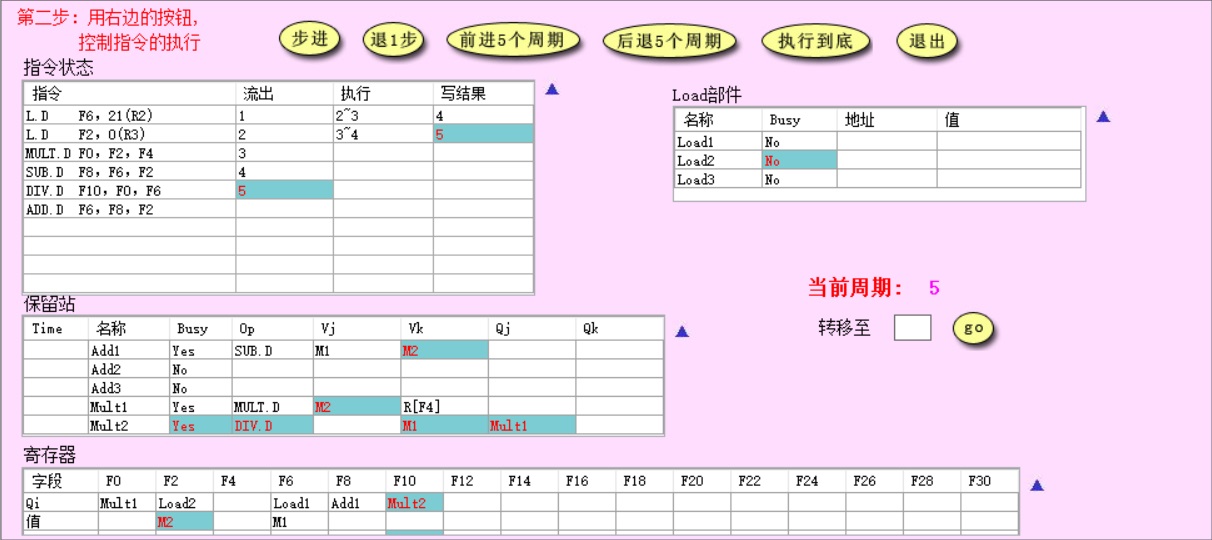 第二步：用右边的按钮，
控制指令的执行
步进 退1步 前进5个周期 后退5个周期 执行到底 退出
指令状态
指令 流出 执行 写结果
L.D F6, 21(R2) 1 2~3 4
L.D F2, 0(R3) 2 3~4 5
MULT.D F0, F2, F4 3
SUB.D F8, F6, F2 4
DIV.D F10, F0, F6 5
ADD.D F6, F8, F2
Load部件
名称 Busy 地址 值
Load1 No
Load2 No
Load3 No
当前周期： 5
转移至 go
保留站
Time 名称 Busy Op Vj Vk Qj Qk
Add1 Yes SUB.D M1 M2
Add2 No
Add3 No
Mult1 Yes MULT.D M2 R[F4]
Mult2 Yes DIV.D M1 Mult1
寄存器
字段 F0 F2 F4 F6 F8 F10 F12 F14 F16 F18 F20 F22 F24 F26 F28 F30
Qi Mult1 Load2 Load1 Add1 Mult2
值 M2 M1